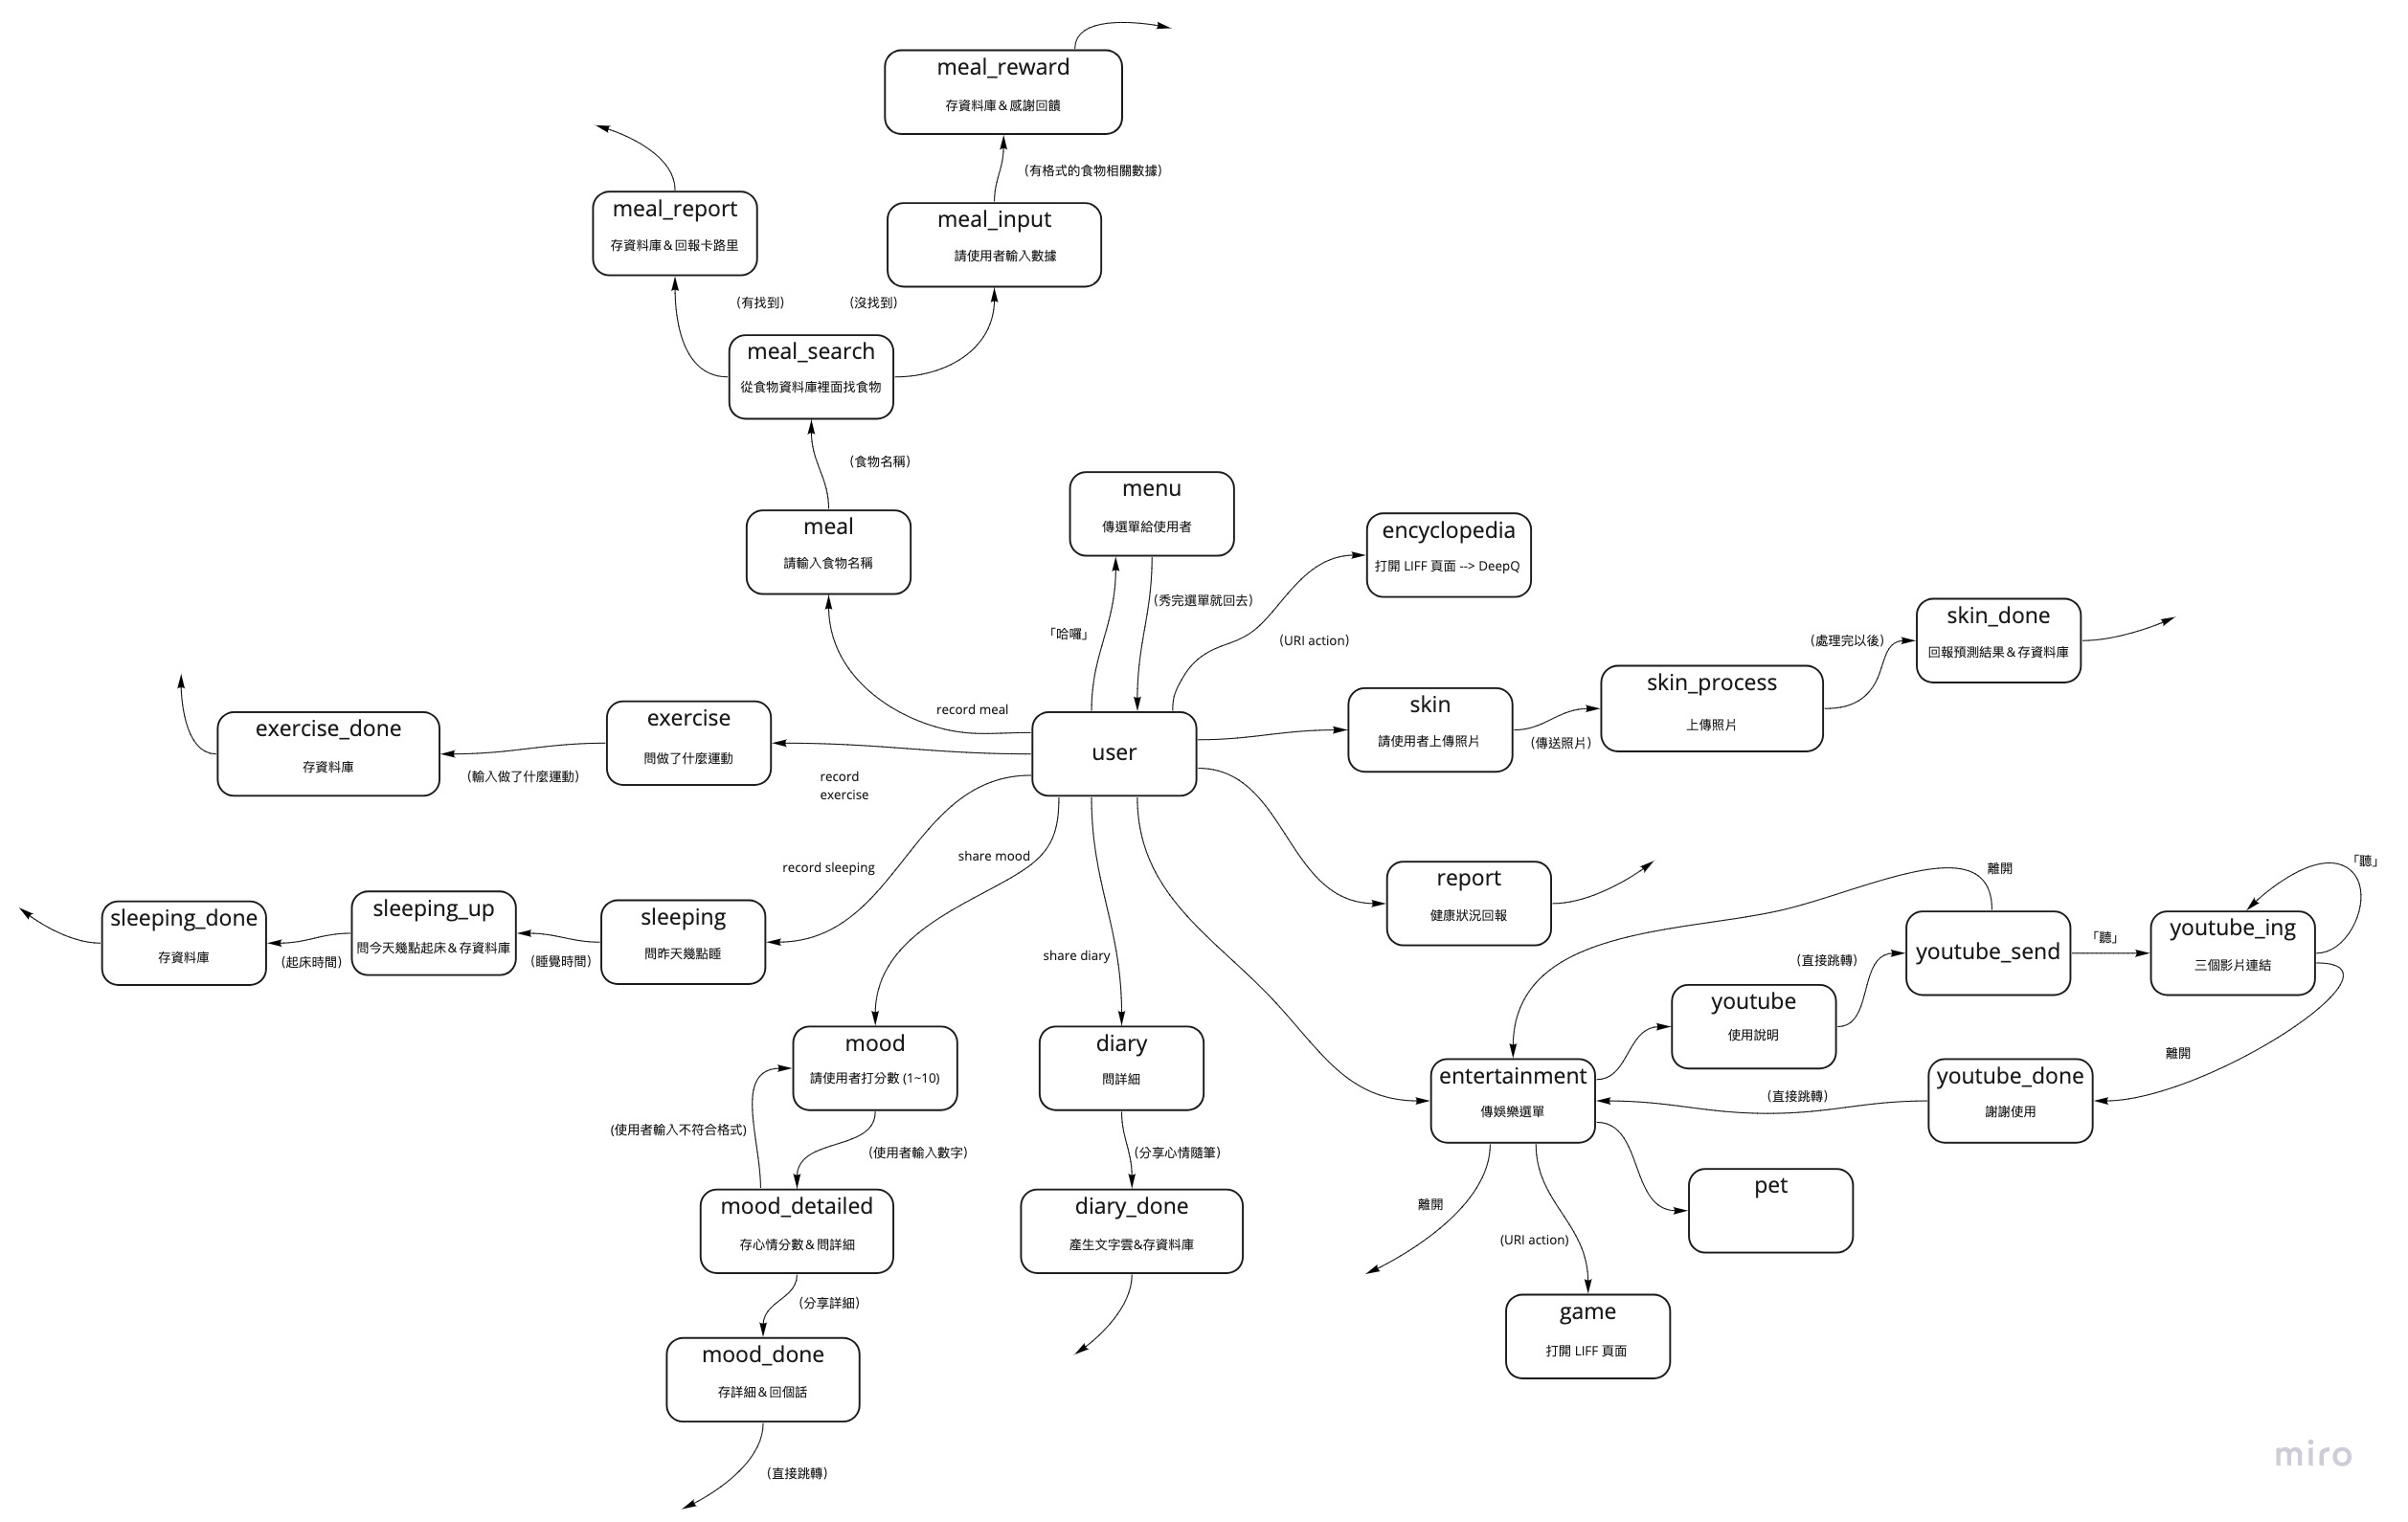 meal_reward
存資料庫＆感謝回饋
(有格式的食物相關數據)
meal_report
存資料庫＆回報卡路里
meal_input
請使用者輸入數據
(有找到)
(沒找到)
meal_search
從食物資料庫裡面找食物
(食物名稱)
meal
請輸入食物名稱
menu
傳選單給使用者
encyclopedia
打開 LIFF 頁面 --> DeepQ
「哈囉」
(秀完選單就回去)
(URI action)
record meal
user
skin
請使用者上傳照片
(傳送照片)
skin_process
上傳照片
(處理完以後)
skin_done
回報預測結果＆存資料庫
exercise_done
存資料庫
(輸入做了什麼運動)
exercise
問做了什麼運動
record
exercise
record sleeping
share mood
share diary
sleeping_done
存資料庫
(起床時間)
sleeping_up
問今天幾點起床＆存資料庫
(睡覺時間)
sleeping
問昨天幾點睡
report
健康狀況回報
離開
「聽」
youtube_send
「聽」
youtube_ing
三個影片連結
(直接跳轉)
youtube
使用說明
離開
mood
請使用者打分數 (1~10)
diary
問詳細
entertainment
傳娛樂選單
(直接跳轉)
youtube_done
謝謝使用
(使用者輸入不符合格式)
(使用者輸入數字)
(分享心情隨筆)
離開
(URI action)
pet
mood_detailed
存心情分數＆問詳細
diary_done
產生文字雲&存資料庫
(分享詳細)
game
打開 LIFF 頁面
mood_done
存詳細＆回個話
(直接跳轉)
miro